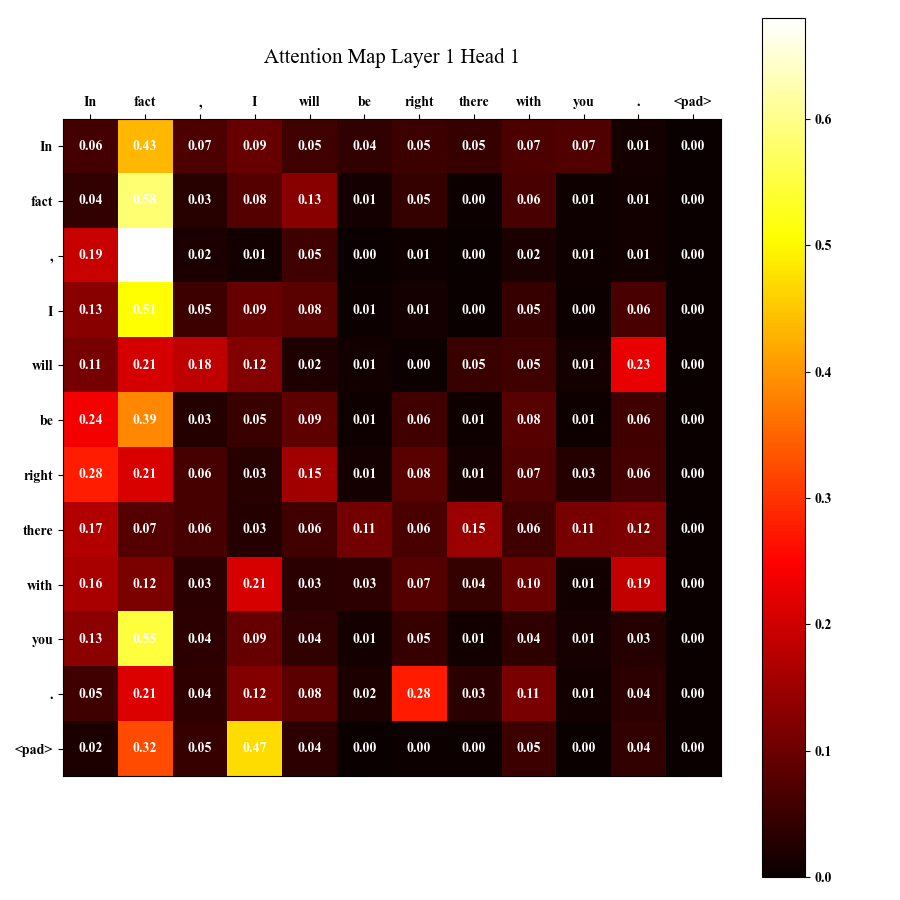 Attention Map Layer 1 Head 1
In fact , I will be right there with you . <pad>
In 0.06 0.43 0.07 0.09 0.05 0.04 0.05 0.05 0.07 0.07 0.01 0.00
fact 0.04 0.58 0.03 0.08 0.13 0.01 0.05 0.00 0.06 0.01 0.01 0.00
, 0.19 0.02 0.01 0.05 0.00 0.01 0.00 0.02 0.01 0.01 0.00
I 0.13 0.51 0.05 0.09 0.08 0.01 0.01 0.00 0.05 0.00 0.06 0.00
will 0.11 0.21 0.18 0.12 0.02 0.01 0.00 0.05 0.05 0.01 0.23 0.00
be 0.24 0.39 0.03 0.05 0.09 0.01 0.06 0.01 0.08 0.01 0.06 0.00
right 0.28 0.21 0.06 0.03 0.15 0.01 0.08 0.01 0.07 0.03 0.06 0.00
there 0.17 0.07 0.06 0.03 0.06 0.11 0.06 0.15 0.06 0.11 0.12 0.00
with 0.16 0.12 0.03 0.21 0.03 0.03 0.07 0.04 0.10 0.01 0.19 0.00
you 0.13 0.55 0.04 0.09 0.04 0.01 0.05 0.01 0.04 0.01 0.03 0.00
. 0.05 0.21 0.04 0.12 0.08 0.02 0.28 0.03 0.11 0.01 0.04 0.00
<pad> 0.02 0.32 0.05 0.47 0.04 0.00 0.00 0.00 0.05 0.00 0.04 0.00
0.6
0.5
0.4
0.3
0.2
0.1
0.0